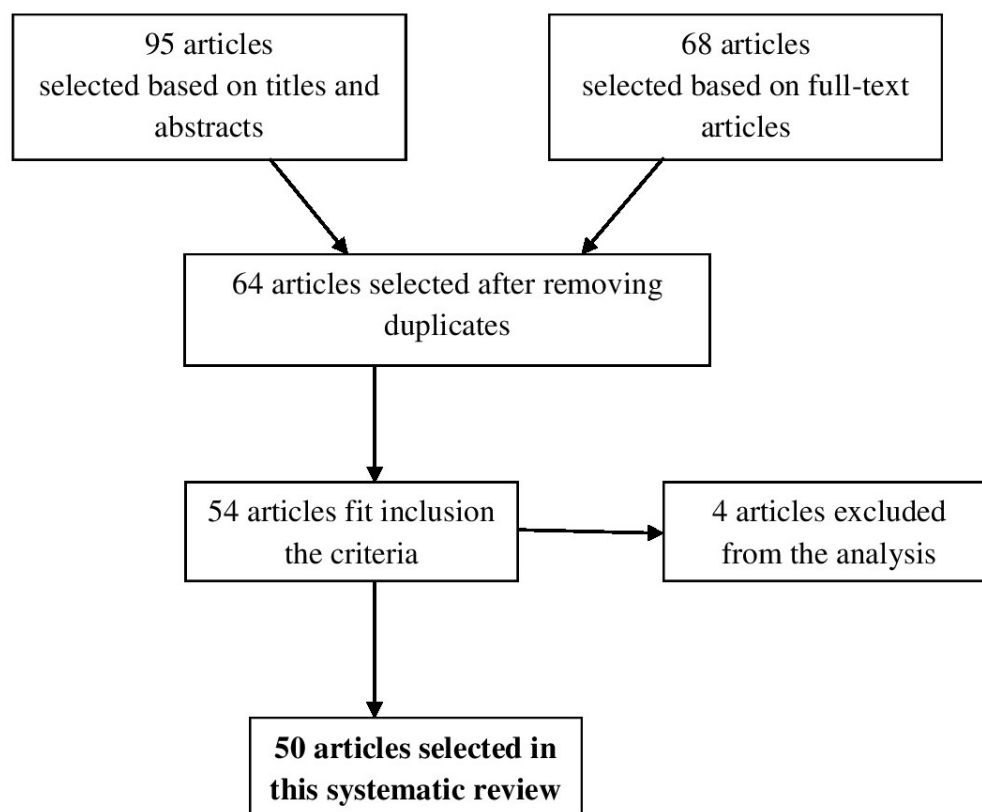 95 articles
selected based on titles and
abstracts
68 articles
selected based on full-text
articles
64 articles selected after removing
duplicates
54 articles fit inclusion
the criteria
4 articles excluded
from the analysis
50 articles selected in
this systematic review